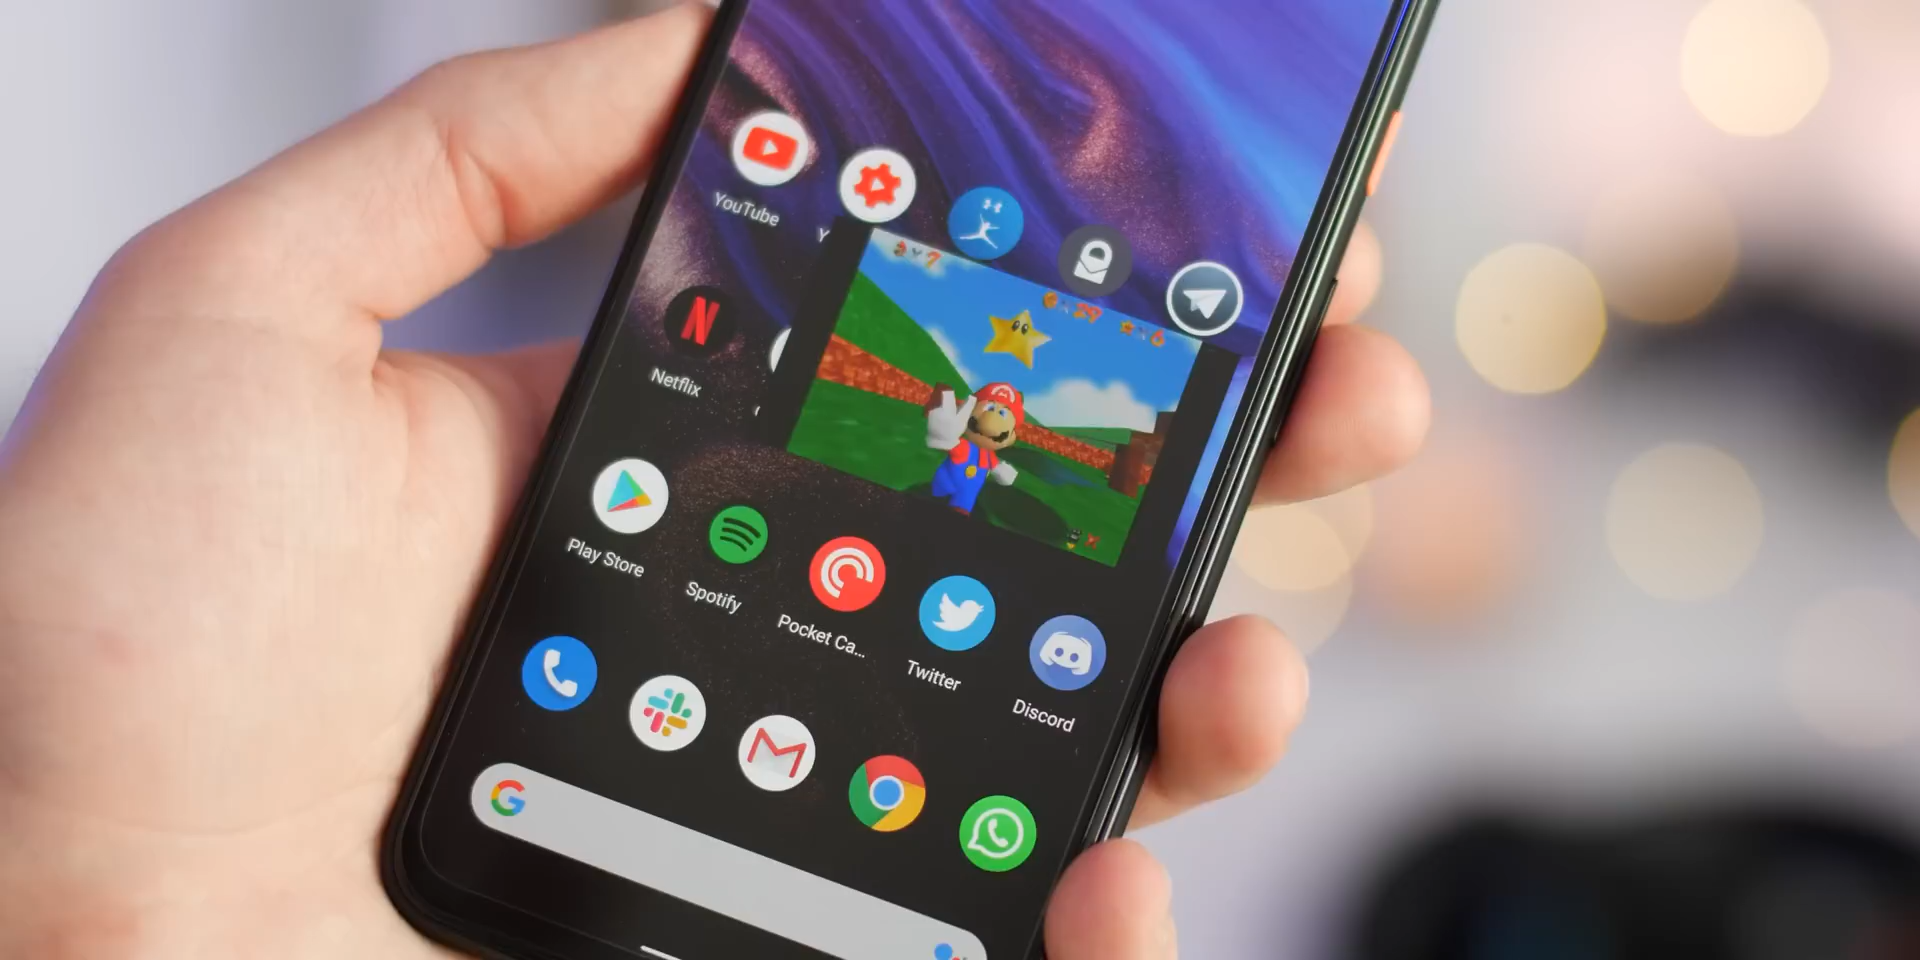 YouTube
Y
Netflix
Play Store
Spotify
Pocket Ca...
Twitter
Discord